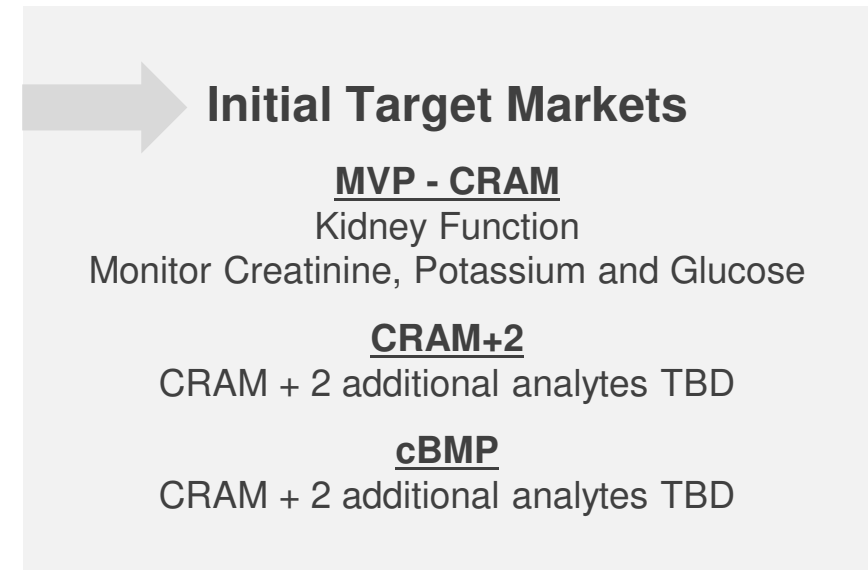 Initial Target Markets
MVP - CRAM
Kidney Function
Monitor Creatinine, Potassium and Glucose
CRAM+2
CRAM + 2 additional analytes TBD
cBMP
CRAM + 2 additional analytes TBD